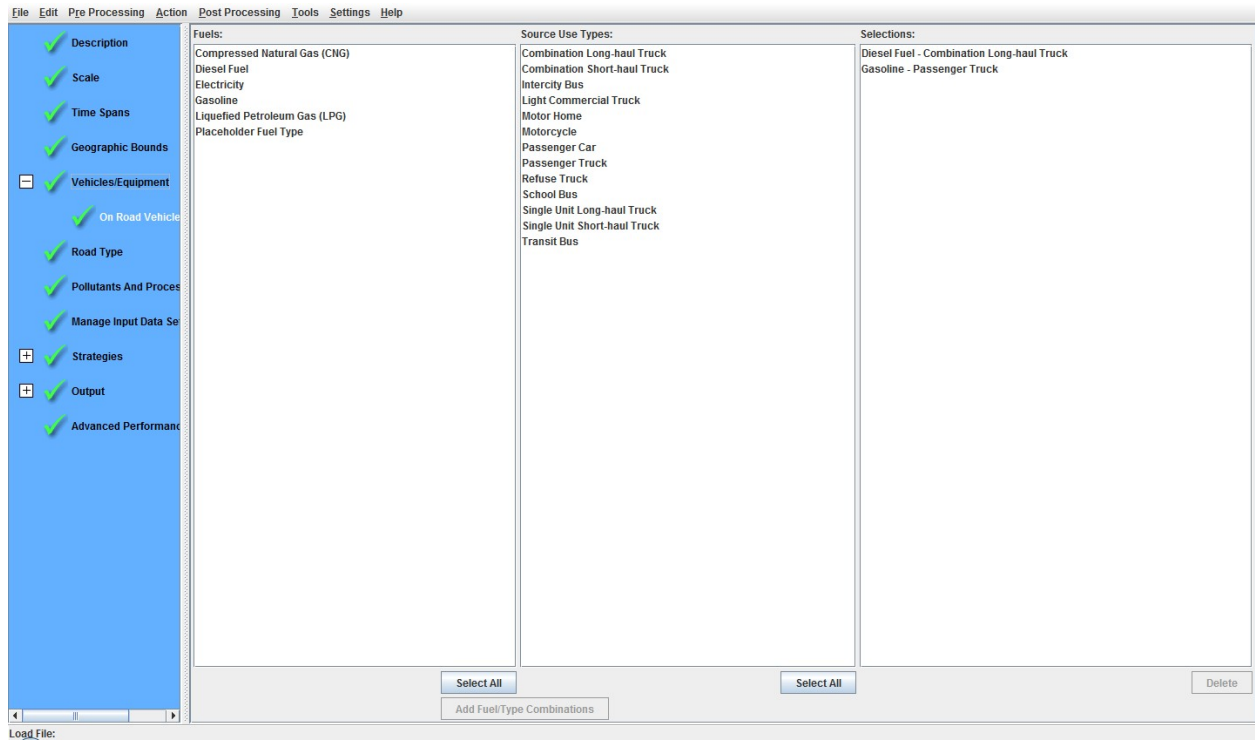 File Edit Pre Processing Action Post Processing Tools Settings Help
Description
Scale
Time Spans
Geographic Bounds
Vehicles/Equipment
On Road Vehicle
Road Type
Pollutants And Proces
Manage Input Data Se
Strategies
Output
Advanced Performanc
Fuels:
Compressed Natural Gas (CNG)
Diesel Fuel
Electricity
Gasoline
Liquefied Petroleum Gas (LPG)
Placeholder Fuel Type
Select All
Add Fuel/Type Combinations
Source Use Types:
Combination Long-haul Truck
Combination Short-haul Truck
Intercity Bus
Light Commercial Truck
Motor Home
Motorcycle
Passenger Car
Passenger Truck
Refuse Truck
School Bus
Single Unit Long-haul Truck
Single Unit Short-haul Truck
Transit Bus
Select All
Selections:
Diesel Fuel - Combination Long-haul Truck
Gasoline - Passenger Truck
Delete
Load File: